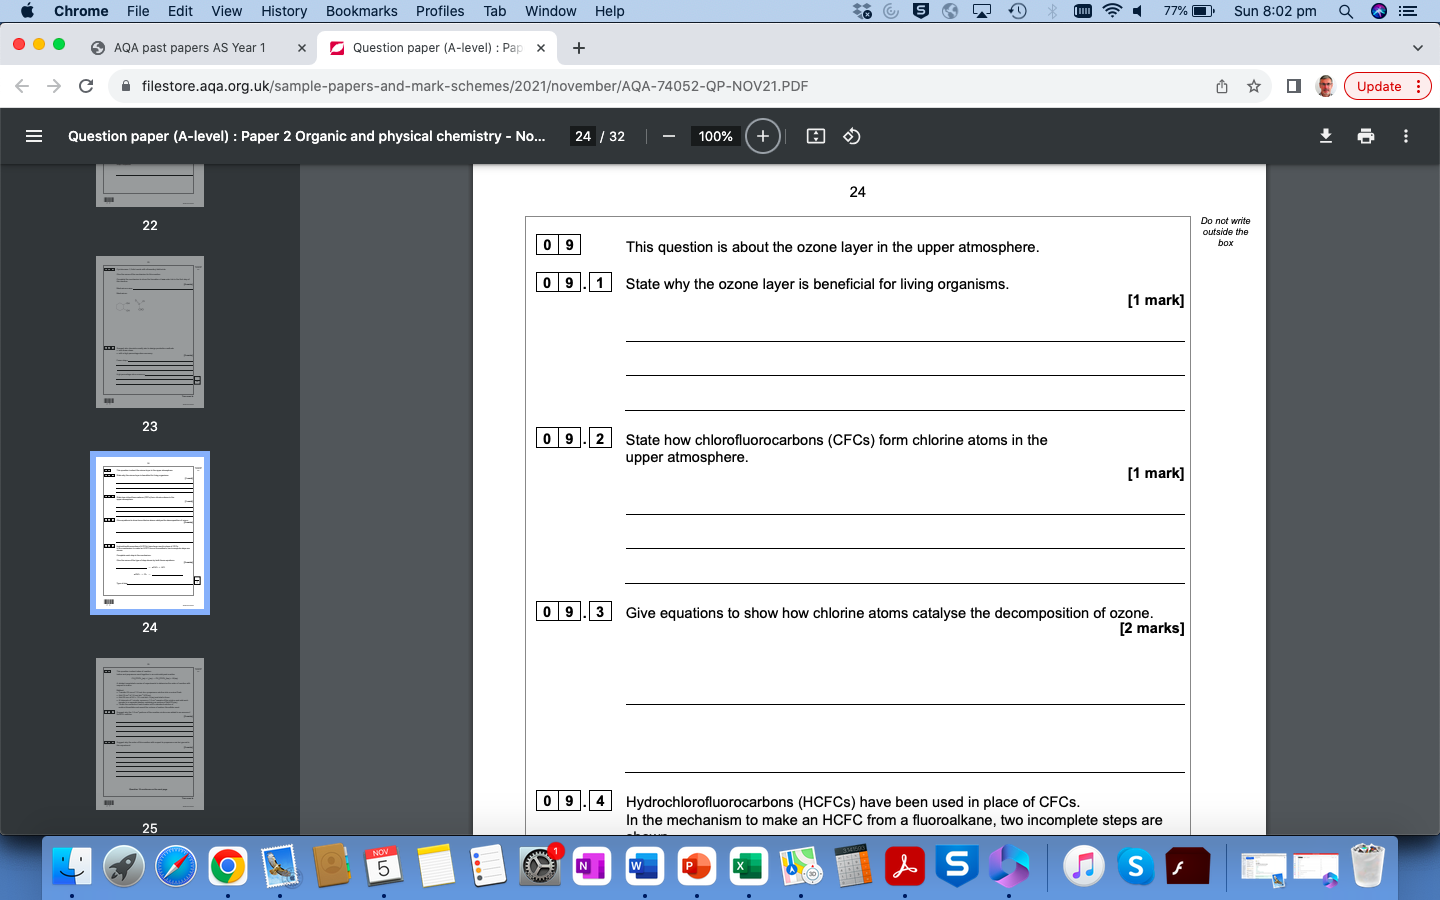 Chrome File Edit View History Bookmarks Profiles Tab Window Help 77% Sun 8:02 pm
AQA past papers AS Year 1
Question paper (A-level) : Pap
filestore.aqa.org.uk/sample-papers-and-mark-schemes/2021/november/AQA-74052-QP-NOV21.PDF
Update
Question paper (A-level) : Paper 2 Organic and physical chemistry - No... 24 / 32 100%
22
23
24
25
24
Do not write
outside the
box
0 9 This question is about the ozone layer in the upper atmosphere.
0 9 . 1 State why the ozone layer is beneficial for living organisms.
[1 mark]
0 9 . 2 State how chlorofluorocarbons (CFCs) form chlorine atoms in the
upper atmosphere.
[1 mark]
0 9 . 3 Give equations to show how chlorine atoms catalyse the decomposition of ozone.
[2 marks]
0 9 . 4 Hydrochlorofluorocarbons (HCFCs) have been used in place of CFCs.
In the mechanism to make an HCFC from a fluoroalkane, two incomplete steps are
NOV
5
1